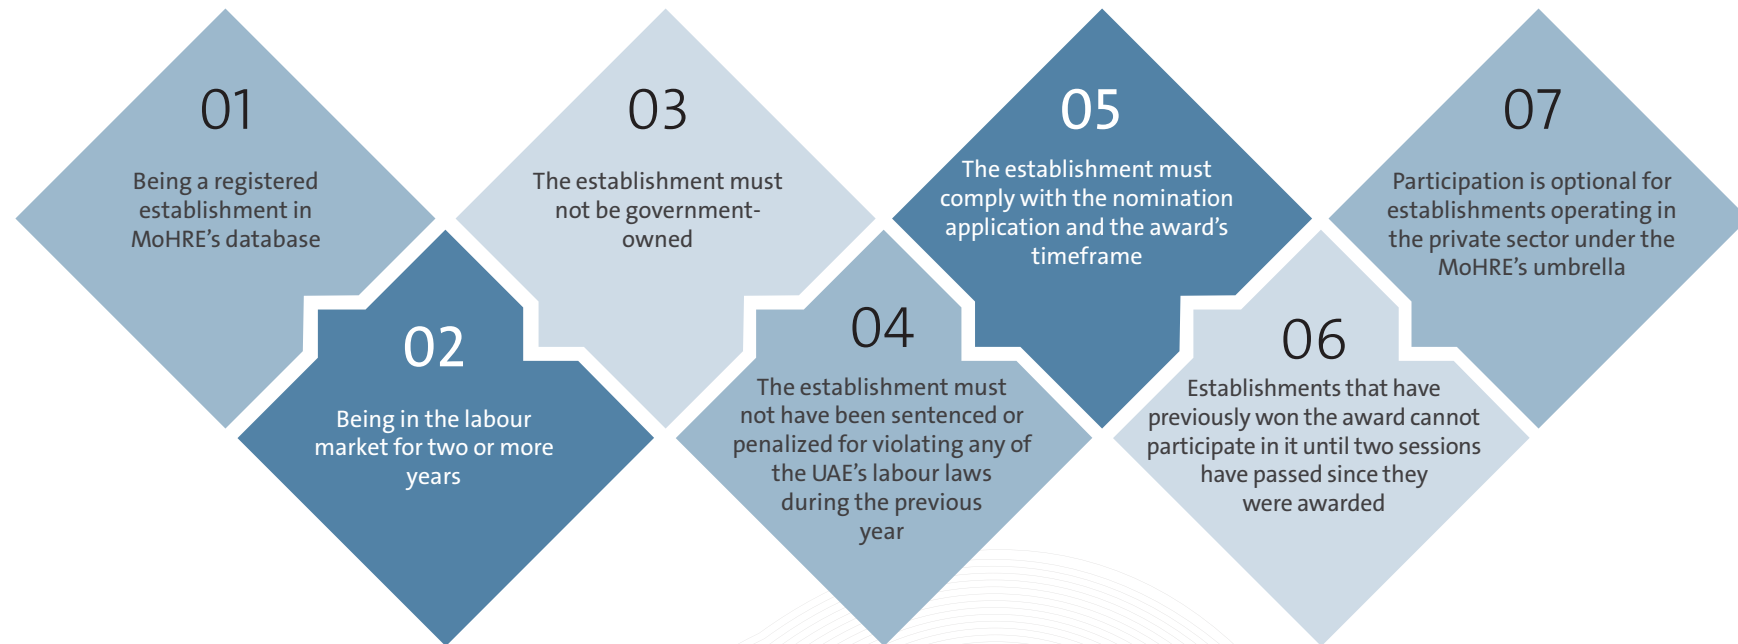 01
Being a registered
establishment in
MoHRE’s database
02
Being in the labour
market for two or more
years
03
The establishment must
not be government-
owned
04
The establishment must
not have been sentenced or
penalized for violating any of
the UAE’s labour laws
during the previous
year
05
The establishment must
comply with the nomination
application and the award’s
timeframe
06
Establishments that have
previously won the award cannot
participate in it until two sessions
have passed since they
were awarded
07
Participation is optional for
establishments operating in
the private sector under the
MoHRE’s umbrella